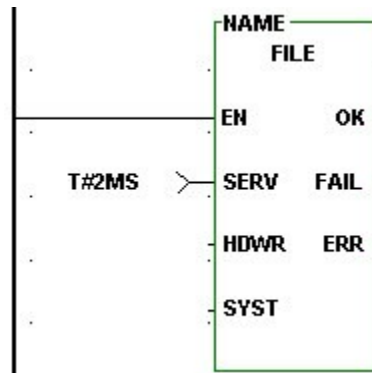 NAME
FILE
EN OK
T#2MS SERV FAIL
HDWR ERR
SYST